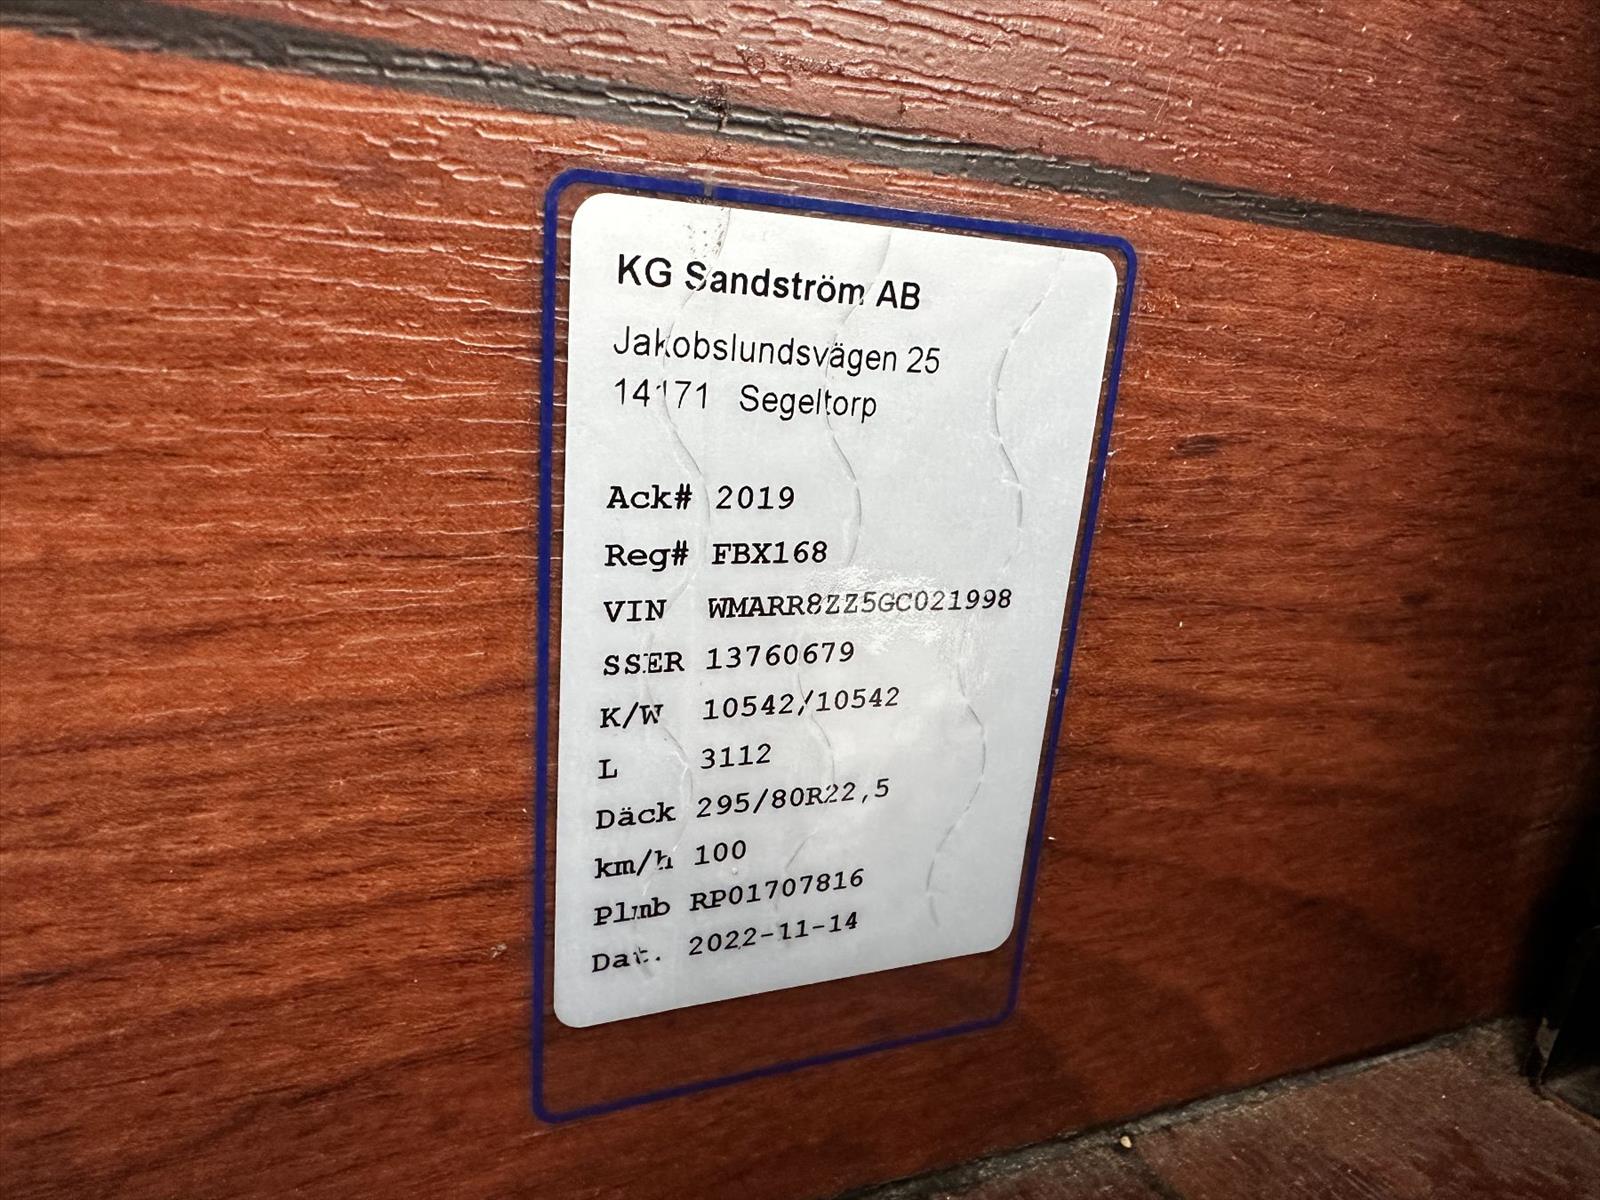 KG Sandström AB
Jakobslundsvägen 25
14171 Segeltorp
Ack# 2019
Reg# FBX168
VIN WMARR8ZZ5GC021998
SSER 13760679
K/W 10542/10542
L 3112
Däck 295/80R22,5
km/h 100
Plmb RP01707816
Dat. 2022-11-14